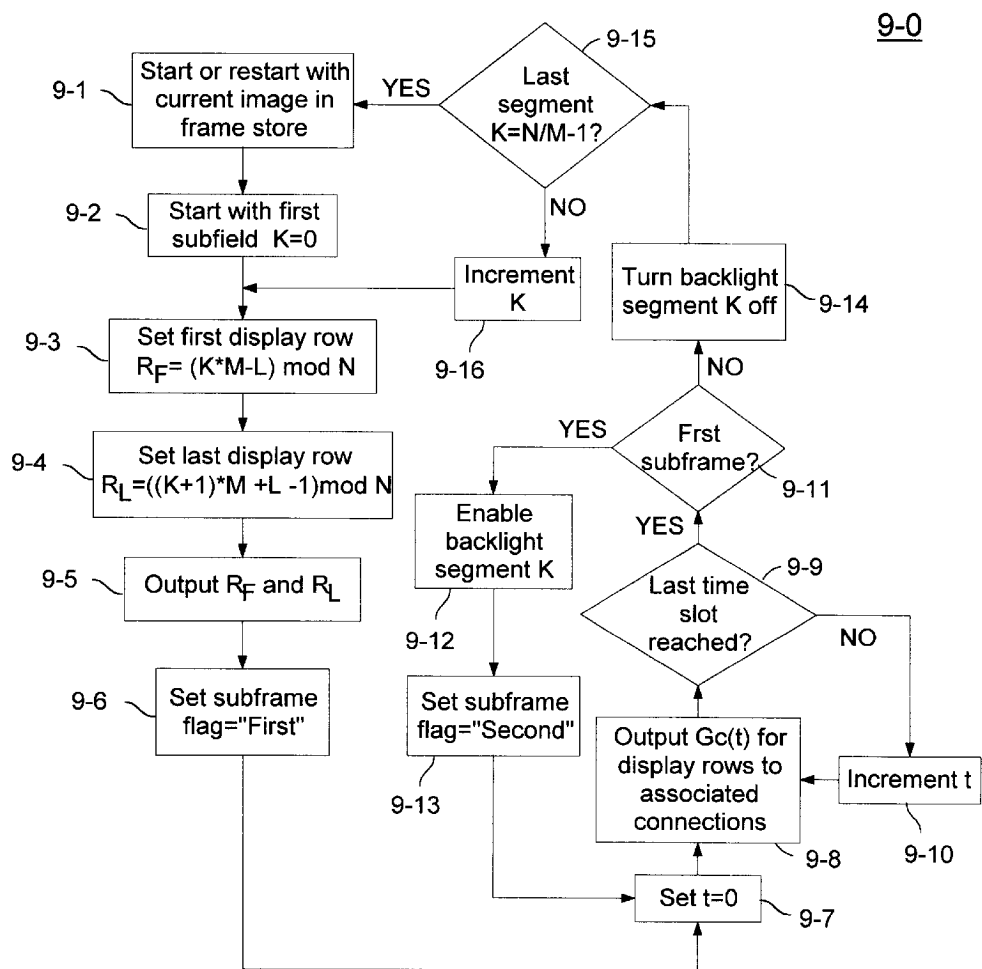 9-0
9-1
Start or restart with
current image in
frame store
YES
9-15
Last
segment
K=N/M-1?
NO
9-2
Start with first
subfield K=0
Increment
K
9-16
Turn backlight
segment K off
9-14
NO
9-3
Set first display row
RF= (K*M-L) mod N
9-4
Set last display row
RL=((K+1)*M +L -1)mod N
YES
Frst
subframe?
9-11
YES
9-5
Output RF and RL
Enable
backlight
segment K
9-12
9-9
Last time
slot
reached?
NO
9-6
Set subframe
flag="First"
Set subframe
flag="Second"
9-13
Output Gc(t) for
display rows to
associated
connections
9-8
Increment t
9-10
Set t=0
9-7